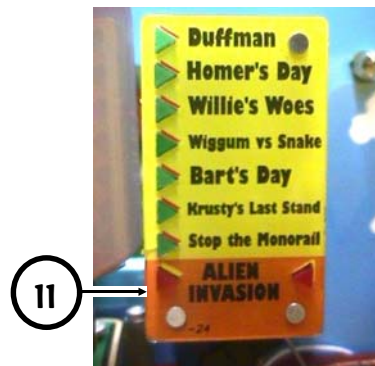 Duffman
Homer's Day
Willie's Woes
Wiggum vs Snake
Bart's Day
Krusty's Last Stand
Stop the Monorail
ALIEN
INVASION
11
-24